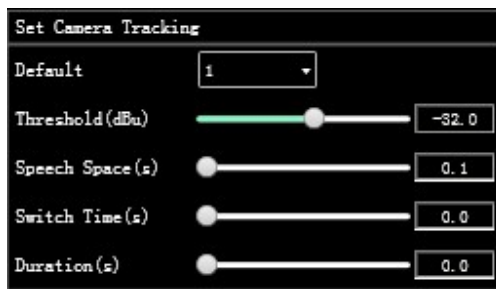 Set Camera Tracking
Default 1
Threshold(dBu) -32.0
Speech Space(s) 0.1
Switch Time(s) 0.0
Duration(s) 0.0